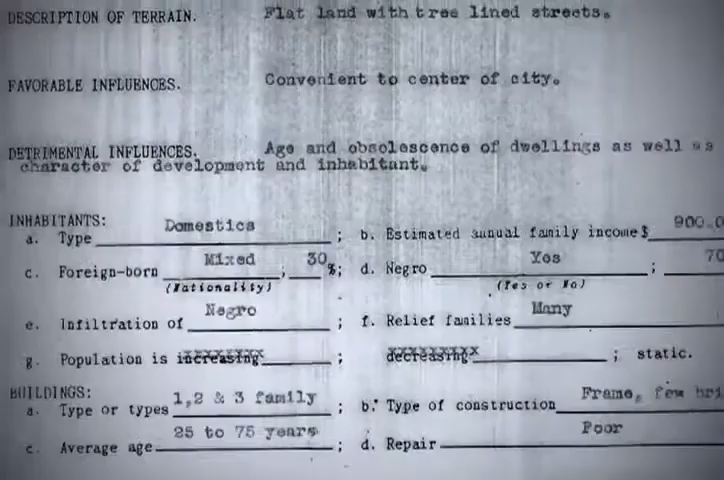 DESCRIPTION OF TERRAIN. Flat land with tree lined streets.
FAVORABLE INFLUENCES. Convenient to center of city.
DETRIMENTAL INFLUENCES. Age and obsolescence of dwellings as well as
character of development and inhabitant.
INHABITANTS:
a. Type Domestics ; b. Estimated annual family income $ 900.0
c. Foreign-born Mixed ; 30 %; d. Negro Yes ; 70
(Nationality) (Yes or No)
e. Infiltration of Negro ; f. Relief families Many
g. Population is increasing ; decreasing ; static.
BUILDINGS:
a. Type or types 1,2 & 3 family ; b. Type of construction Frame, few bri
c. Average age 25 to 75 years ; d. Repair Poor